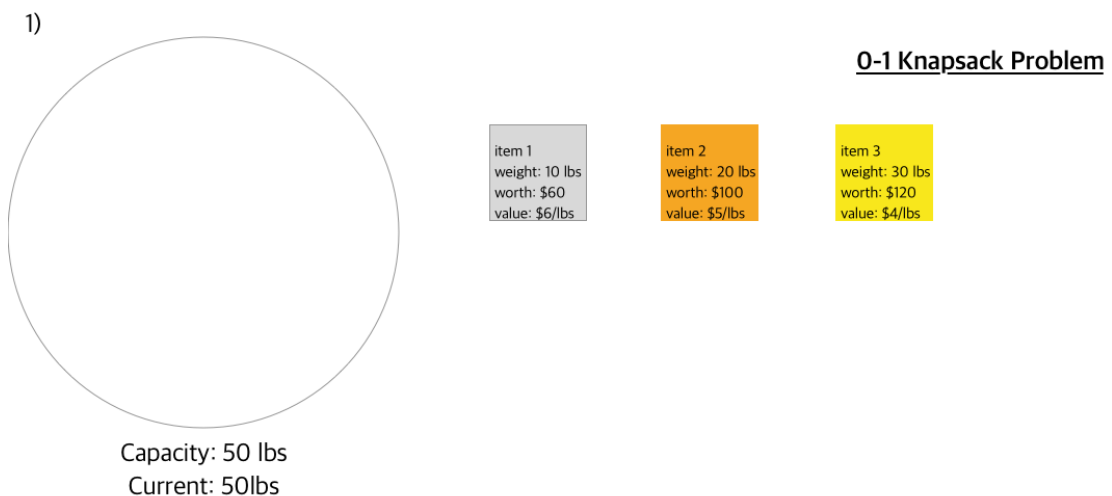 1)
0-1 Knapsack Problem
item 1
weight: 10 lbs
worth: $60
value: $6/lbs
item 2
weight: 20 lbs
worth: $100
value: $5/lbs
item 3
weight: 30 lbs
worth: $120
value: $4/lbs
Capacity: 50 lbs
Current: 50lbs